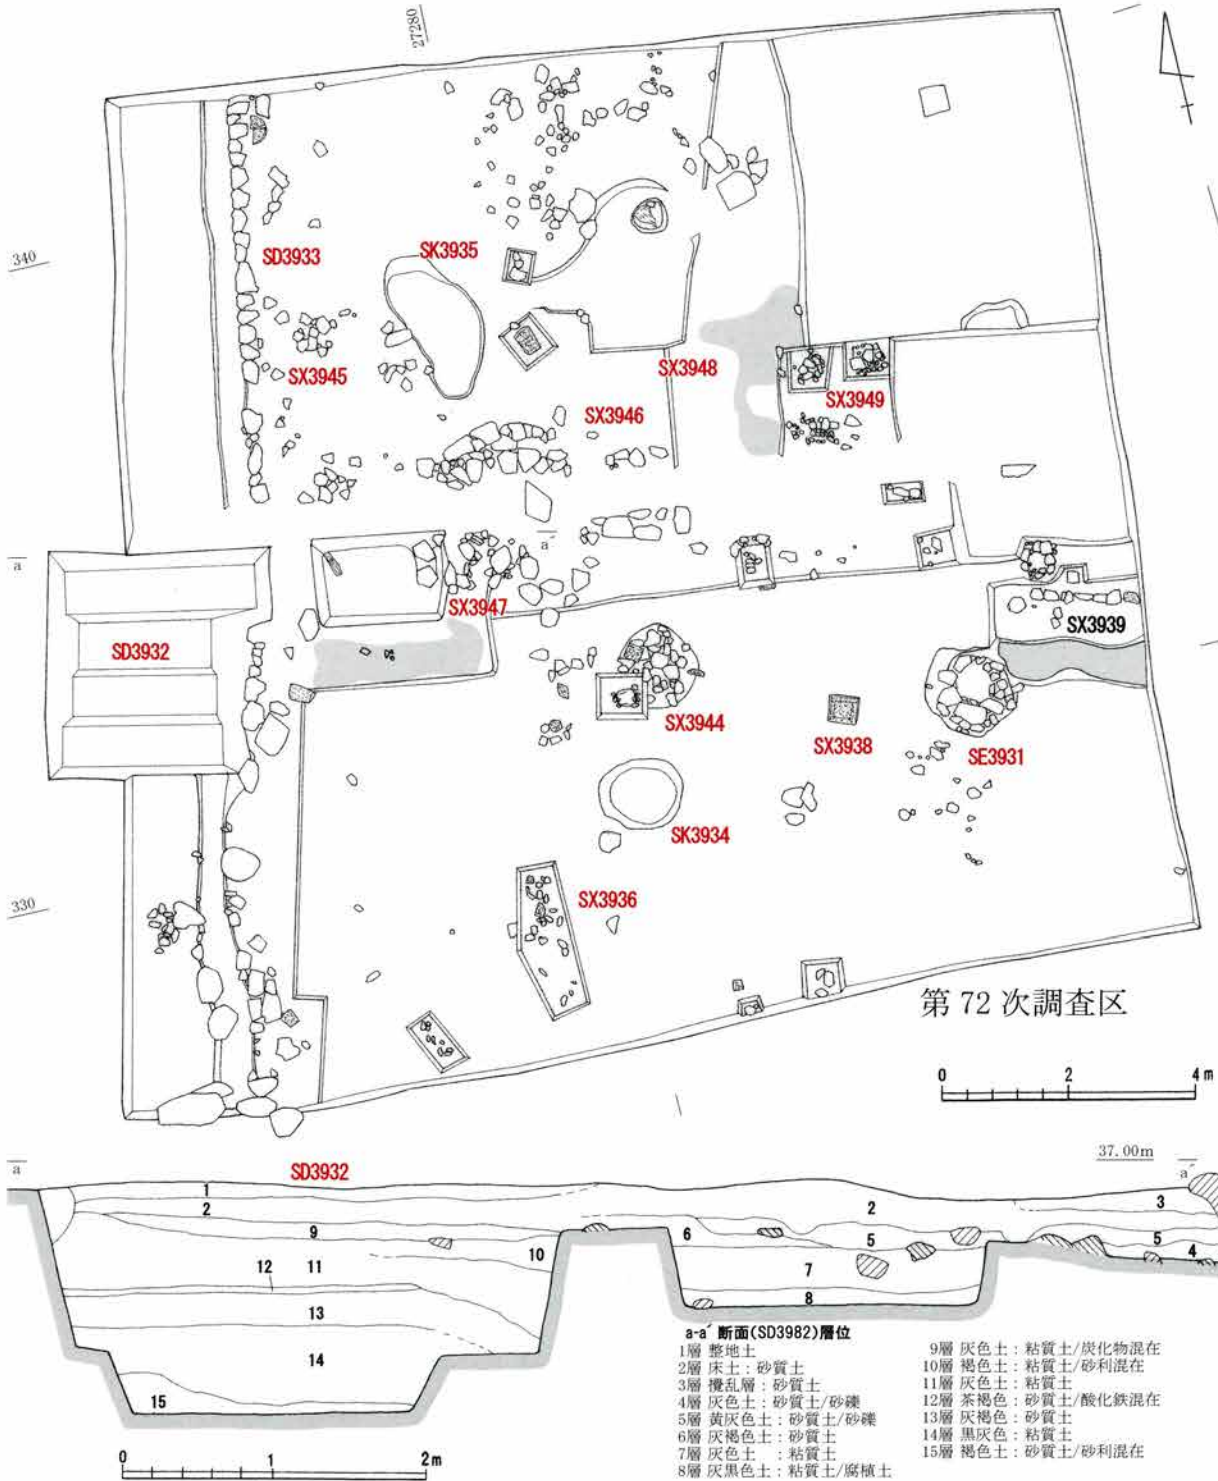 27280
340
SD3933
SK3935
SX3945
SX3948
SX3949
SX3946
a
a´
SX3947
SX3939
SD3932
SX3944
SX3938
SE3931
SK3934
SX3936
330
第 72 次調査区
0 2 4 m
37.00m
a
SD3932
a´
1
2
2
3
9
6
5
5
10
4
12
11
7
8
13
14
15
a-a´ 断面(SD3982)層位
1層 整地土
2層 床土：砂質土
3層 攪乱層：砂質土
4層 灰色土：砂質土/砂礫
5層 黄灰色土：砂質土/砂礫
6層 灰褐色土：砂質土
7層 灰色土　：粘質土
8層 灰黒色土：粘質土/腐植土
9層 灰色土：粘質土/炭化物混在
10層 褐色土：粘質土/砂利混在
11層 灰色土：粘質土
12層 茶褐色：砂質土/酸化鉄混在
13層 灰褐色：砂質土
14層 黒灰色：粘質土
15層 褐色土：砂質土/砂利混在
0 1 2m